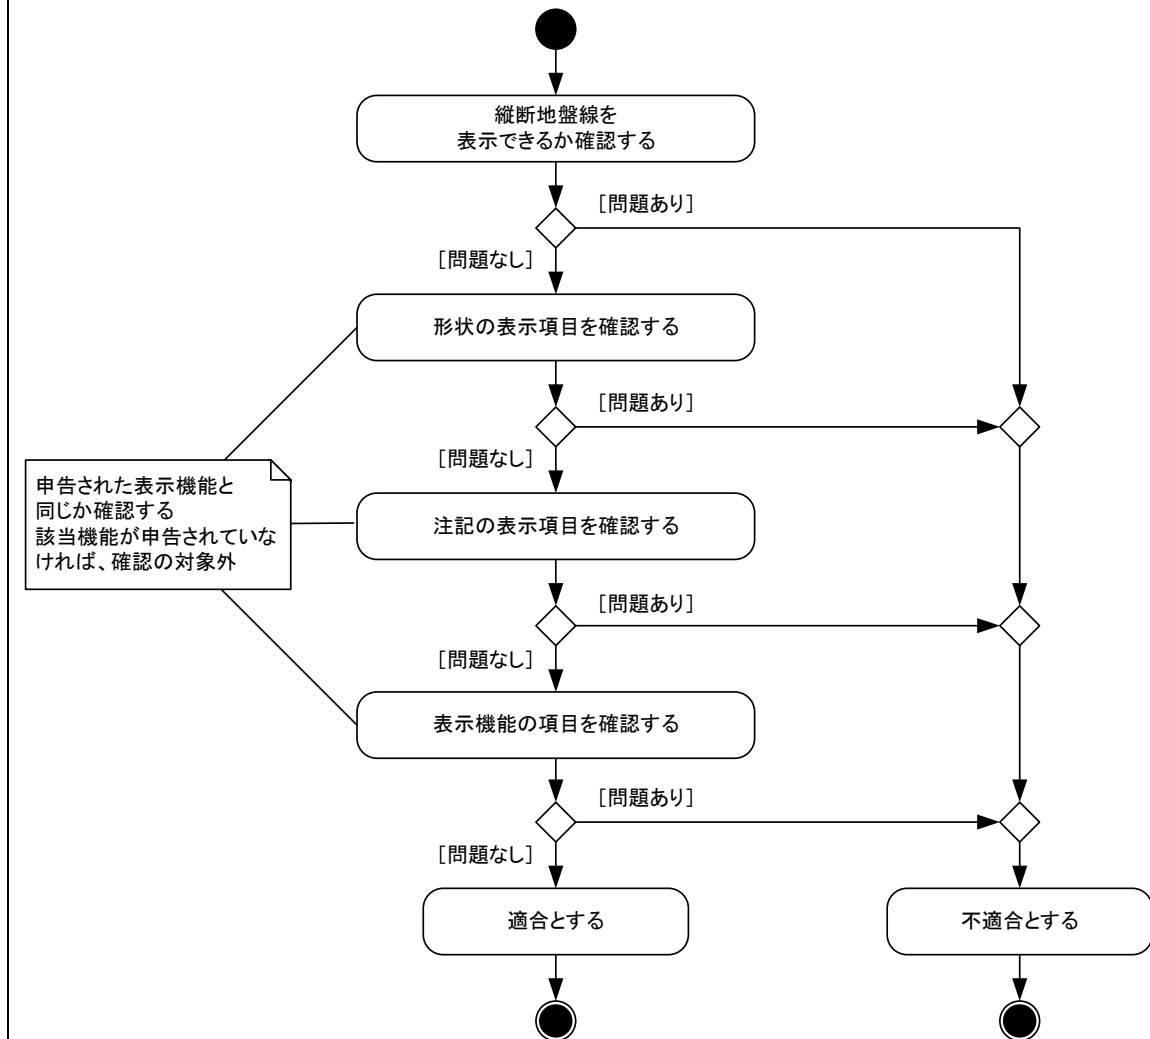 縦断地盤線を
表示できるか確認する
［問題あり］
［問題なし］
形状の表示項目を確認する
［問題あり］
［問題なし］
申告された表示機能と
同じか確認する
該当機能が申告されていな
ければ、確認の対象外
注記の表示項目を確認する
［問題あり］
［問題なし］
表示機能の項目を確認する
［問題あり］
［問題なし］
適合とする
不適合とする